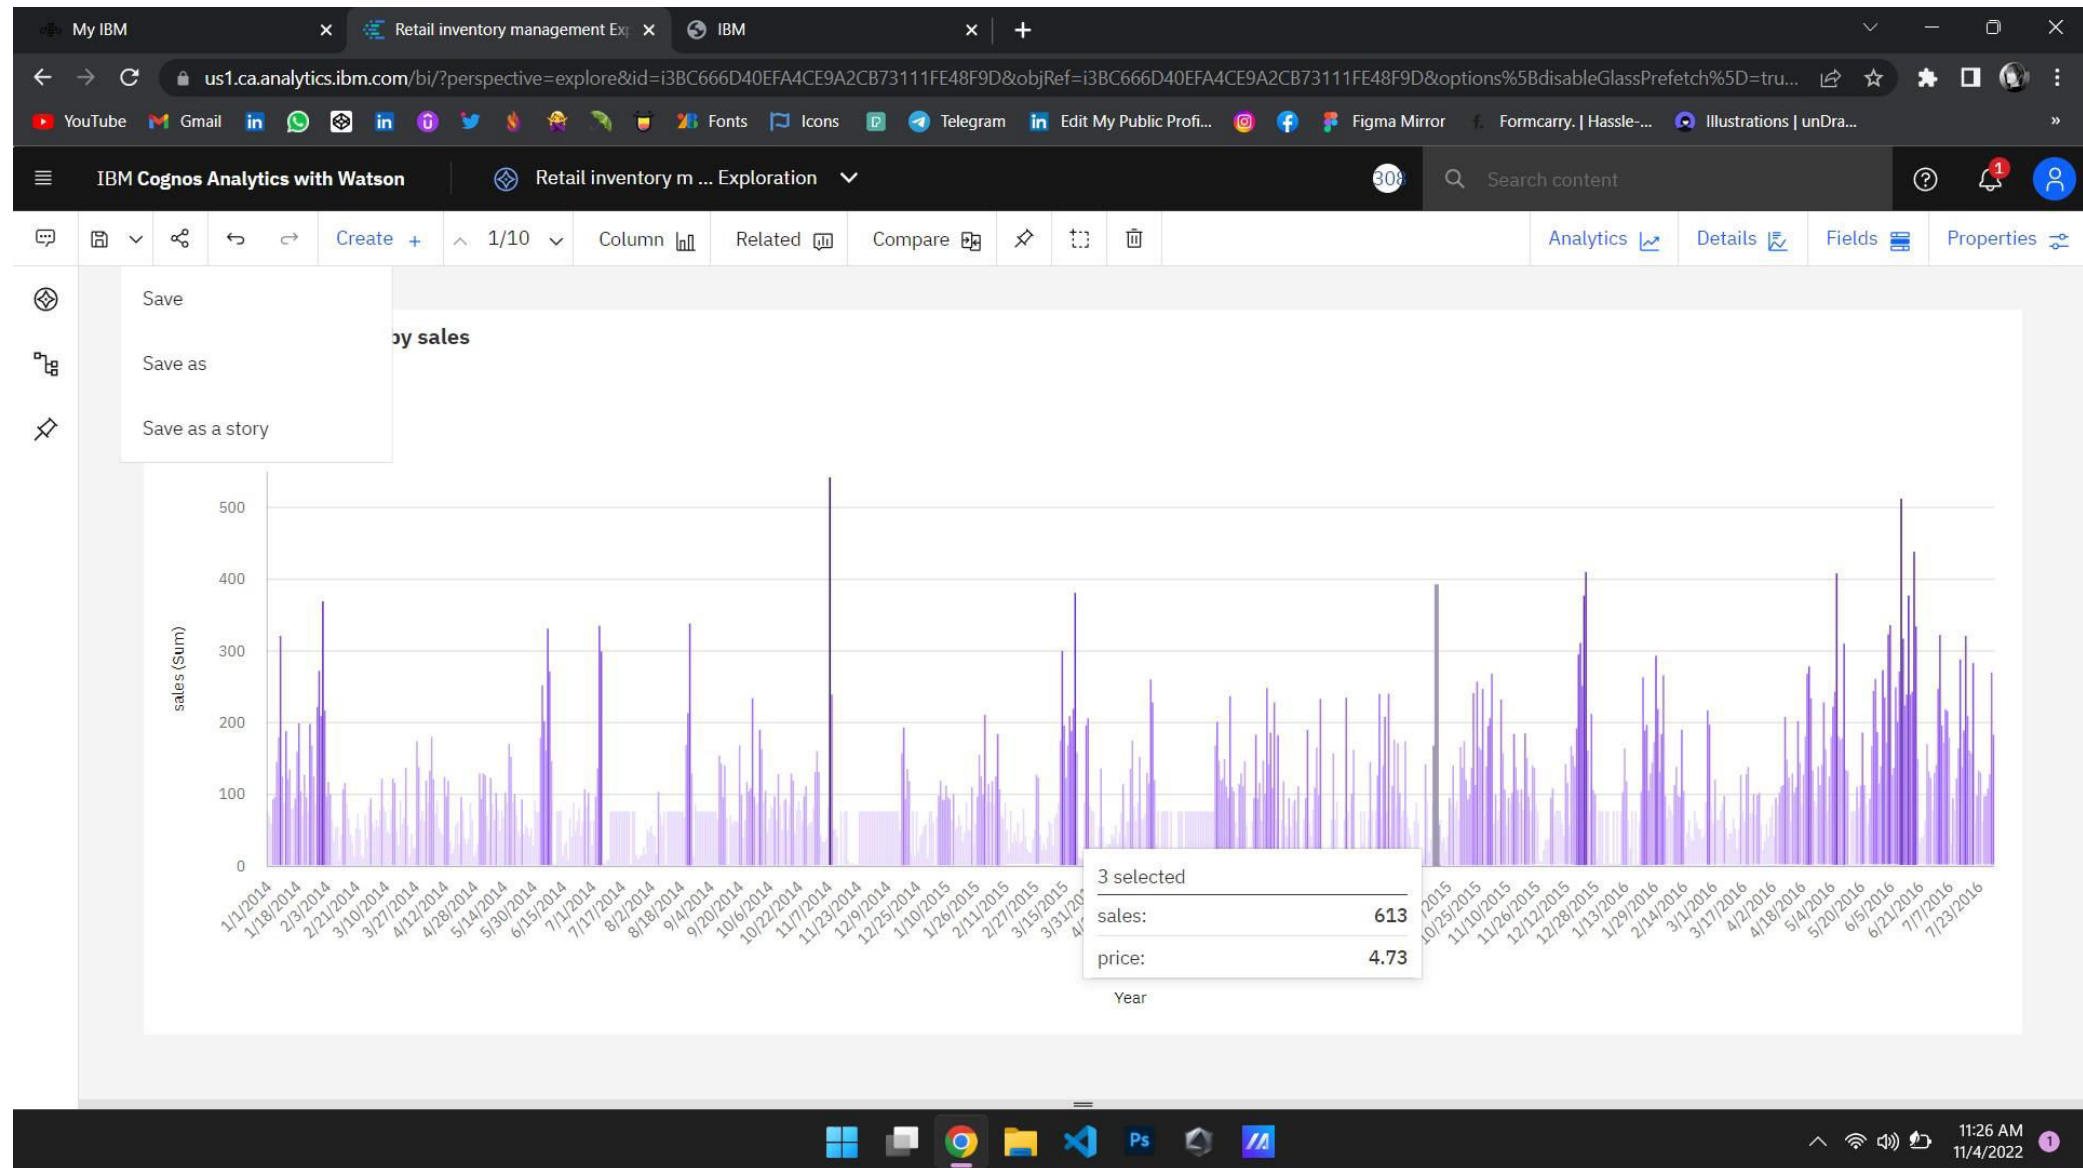 My IBM
Retail inventory management Exp
IBM
us1.ca.analytics.ibm.com/bi/?perspective=explore&id=i3BC666D40EFA4CE9A2CB73111FE48F9D&objRef=i3BC666D40EFA4CE9A2CB73111FE48F9D&options%5BdisableGlassPrefetch%5D=tru...
YouTube Gmail Fonts Icons Telegram Edit My Public Profi... Figma Mirror Formcarry. | Hassle-... Illustrations | unDra... »
IBM Cognos Analytics with Watson
Retail inventory m ... Exploration
308
Search content
1
Create + 1/10 Column Related Compare Analytics Details Fields Properties
Save
Save as
Save as a story
by sales
sales (Sum)
500
400
300
200
100
0
1/1/2014 1/18/2014 2/3/2014 2/21/2014 3/10/2014 3/27/2014 4/12/2014 4/28/2014 5/14/2014 5/30/2014 6/15/2014 7/1/2014 7/17/2014 8/2/2014 8/18/2014 9/4/2014 9/20/2014 10/6/2014 10/22/2014 11/7/2014 11/23/2014 12/9/2014 12/25/2014 1/10/2015 1/26/2015 2/11/2015 2/27/2015 3/15/2015 10/25/2015 11/10/2015 11/26/2015 12/12/2015 12/28/2015 1/13/2016 1/29/2016 2/14/2016 3/1/2016 3/17/2016 4/2/2016 4/18/2016 5/4/2016 5/20/2016 6/5/2016 6/21/2016 7/7/2016 7/23/2016
3 selected
sales: 613
price: 4.73
Year
Ps
11:26 AM
11/4/2022
1